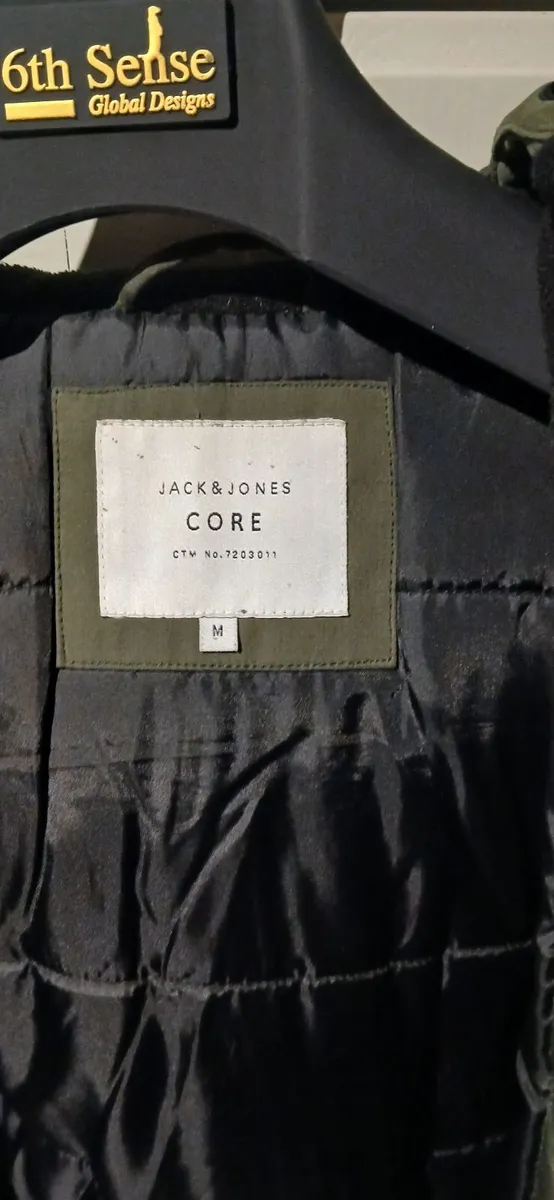 6th Sense
Global Designs
JACK&JONES
CORE
CTM No.7203011
M